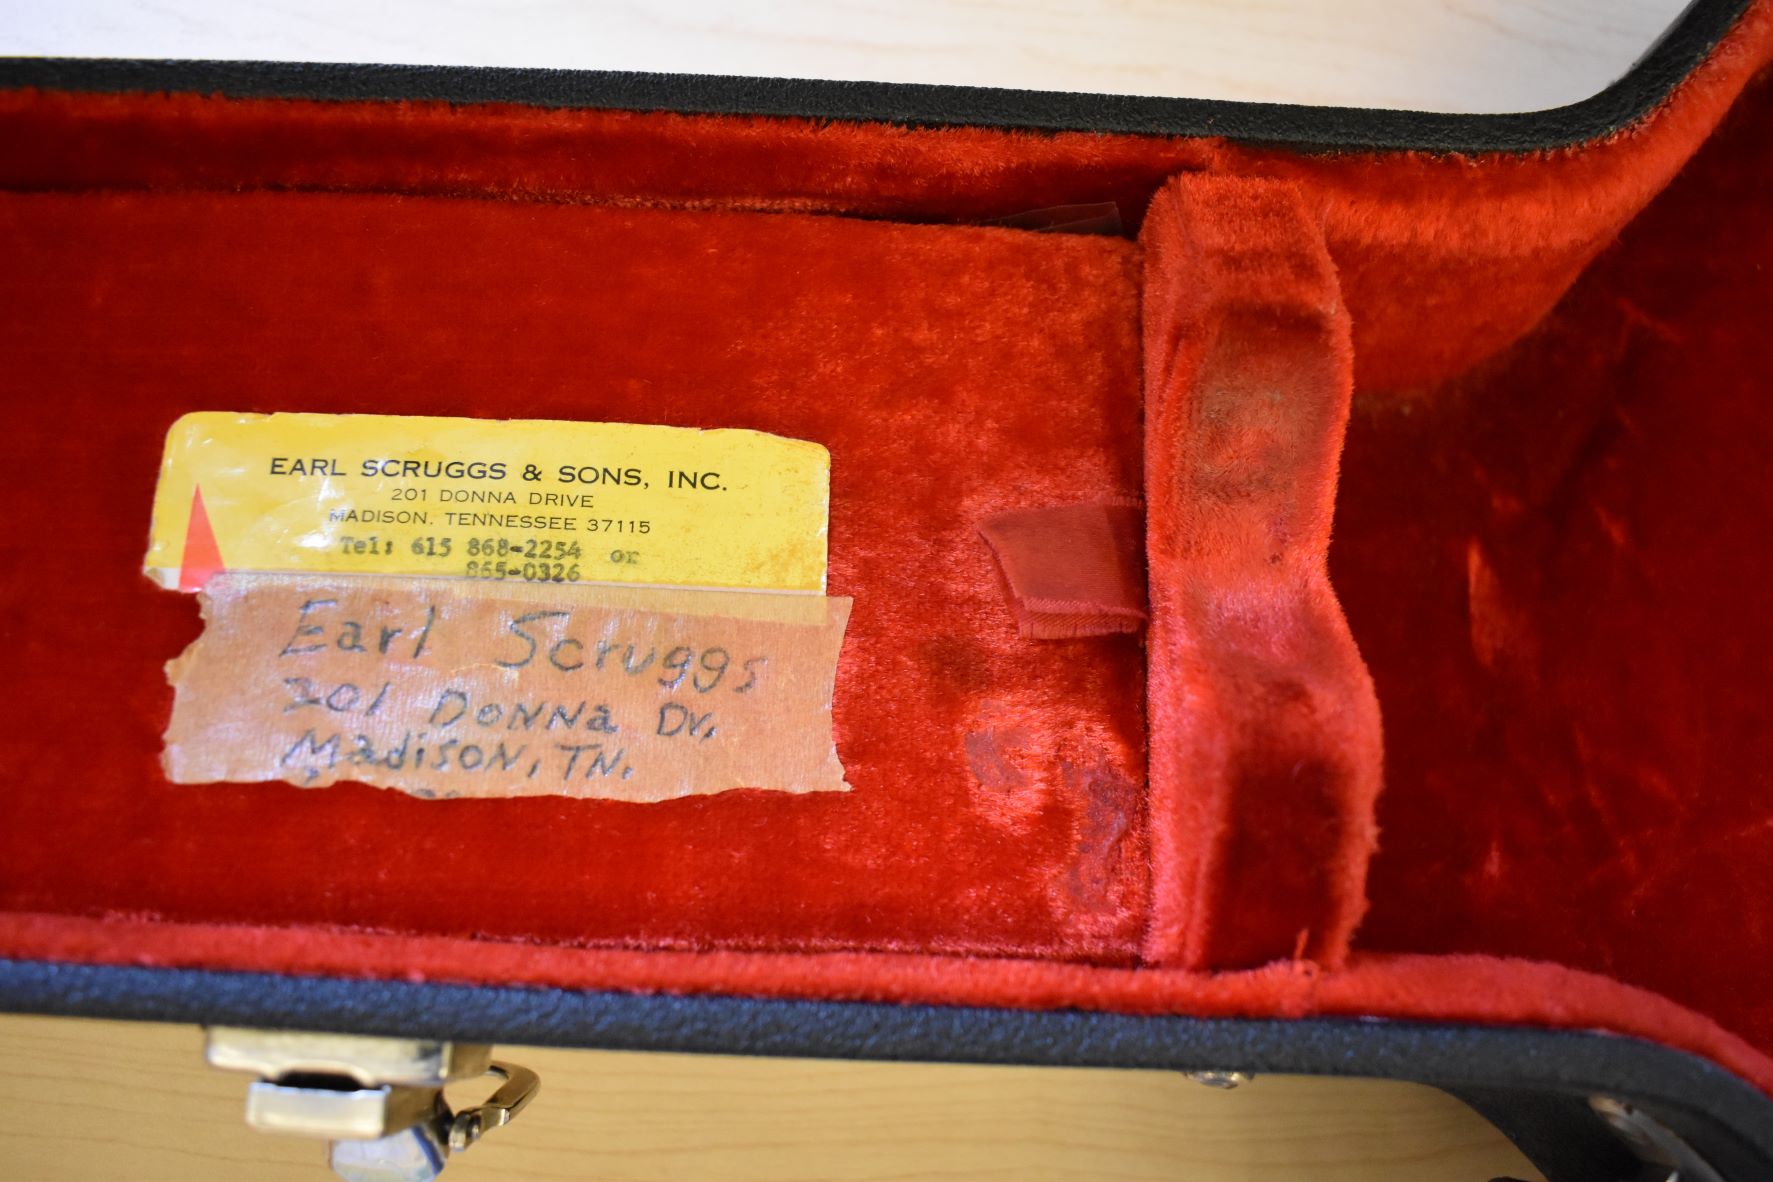 EARL SCRUGGS & SONS, INC.
201 DONNA DRIVE
MADISON, TENNESSEE 37115
Tel: 615 868-2254 or
865-0326
Earl Scruggs
201 DONNa Dr.
MadisoN, TN.